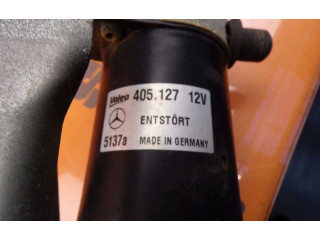 Valeo 405.127 12V
ENTSTÖRT
5137a MADE IN GERMANY